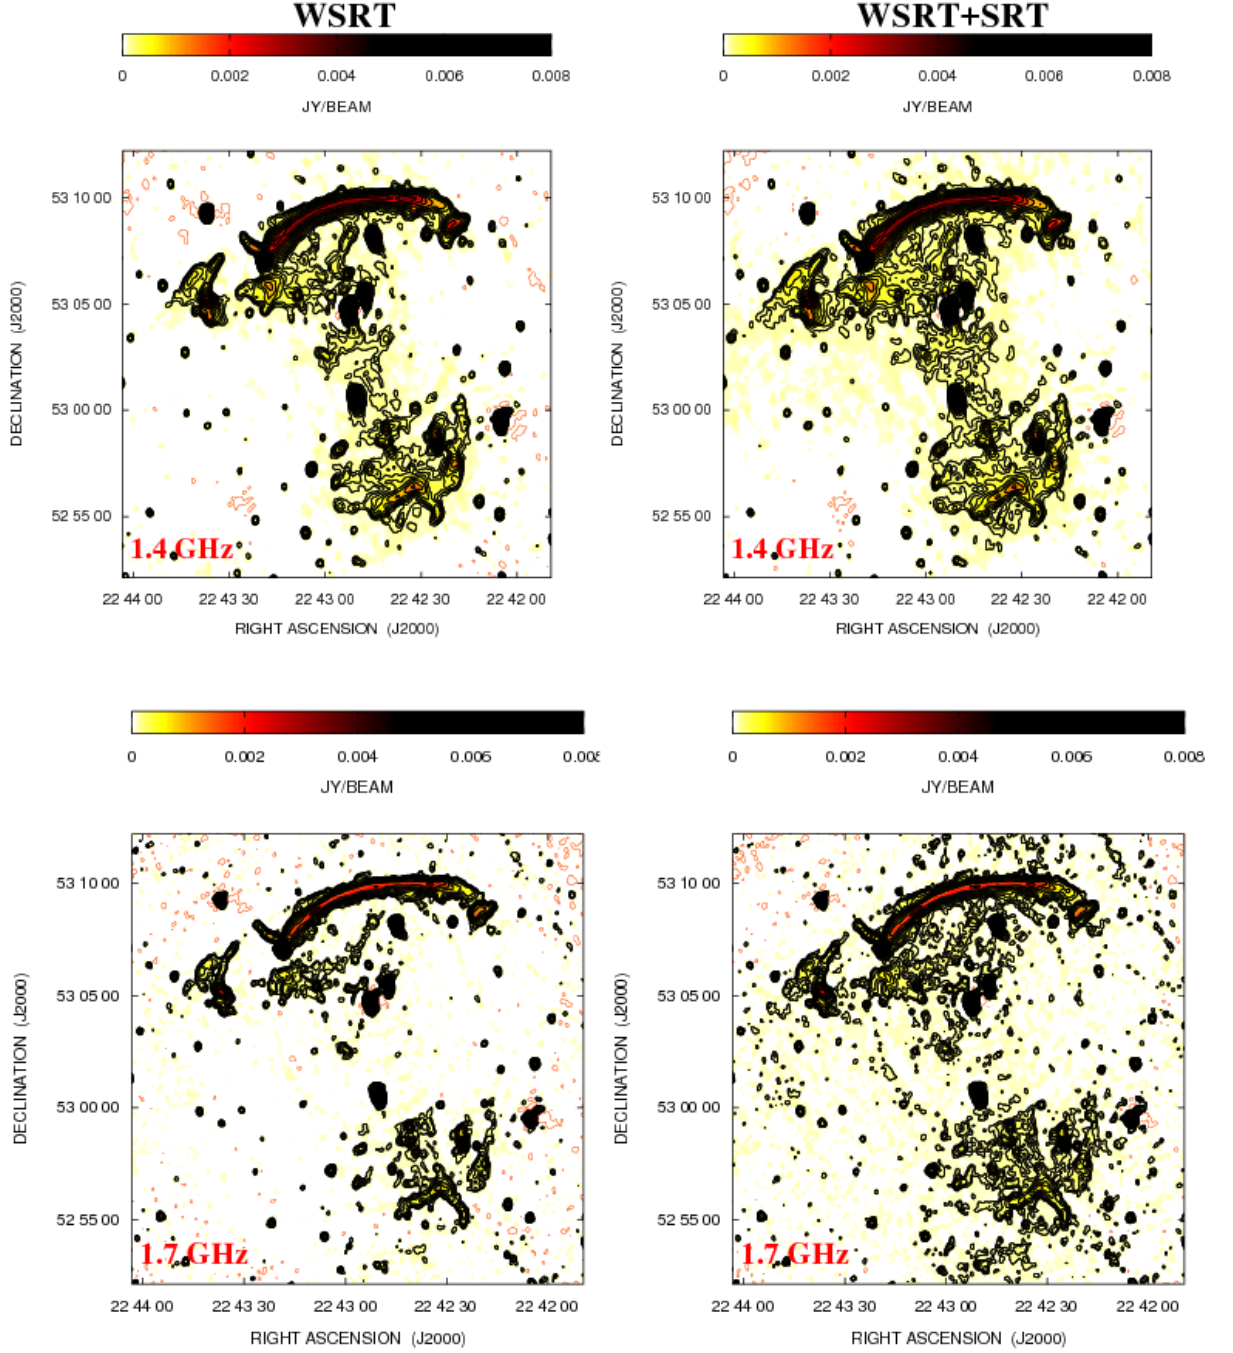 WSRT
WSRT+SRT
0 0.002 0.004 0.006 0.008
JY/BEAM
0 0.002 0.004 0.006 0.008
JY/BEAM
53 10 00
53 05 00
53 00 00
52 55 00
DECLINATION (J2000)
1.4 GHz
22 44 00 22 43 30 22 43 00 22 42 30 22 42 00
RIGHT ASCENSION (J2000)
53 10 00
53 05 00
53 00 00
52 55 00
DECLINATION (J2000)
1.4 GHz
22 44 00 22 43 30 22 43 00 22 42 30 22 42 00
RIGHT ASCENSION (J2000)
0 0.002 0.004 0.006 0.008
JY/BEAM
0 0.002 0.004 0.006 0.008
JY/BEAM
53 10 00
53 05 00
53 00 00
52 55 00
DECLINATION (J2000)
1.7 GHz
22 44 00 22 43 30 22 43 00 22 42 30 22 42 00
RIGHT ASCENSION (J2000)
53 10 00
53 05 00
53 00 00
52 55 00
DECLINATION (J2000)
1.7 GHz
22 44 00 22 43 30 22 43 00 22 42 30 22 42 00
RIGHT ASCENSION (J2000)